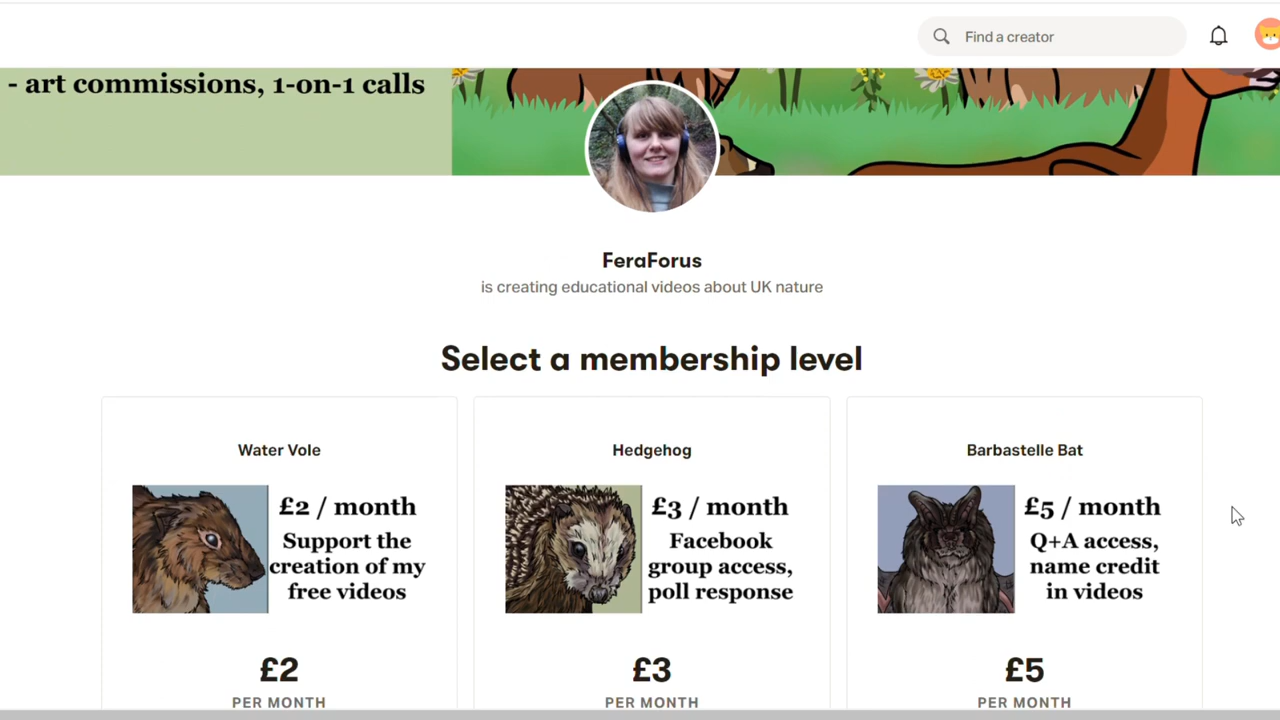 Find a creator
- art commissions, 1-on-1 calls
FeraForus
is creating educational videos about UK nature
Select a membership level
Water Vole
£2 / month
Support the
creation of my
free videos
£2
PER MONTH
Hedgehog
£3 / month
Facebook
group access,
poll response
£3
PER MONTH
Barbastelle Bat
£5 / month
Q+A access,
name credit
in videos
£5
PER MONTH